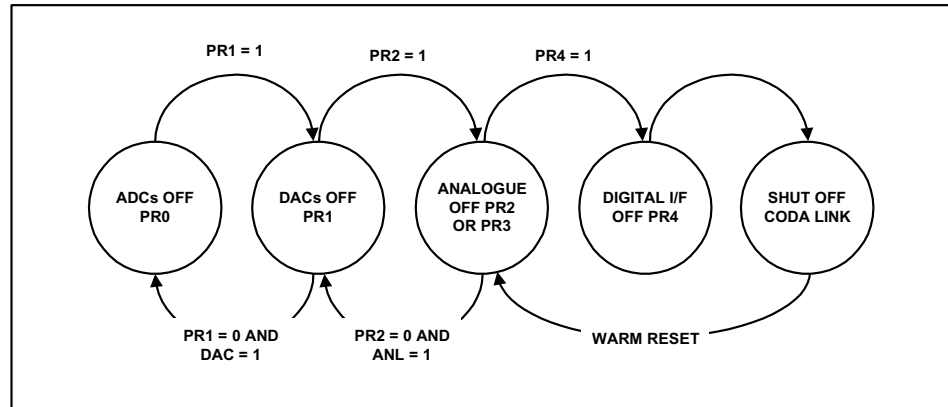 PR1 = 1
PR2 = 1
PR4 = 1
ADCs OFF
PR0
DACs OFF
PR1
ANALOGUE
OFF PR2
OR PR3
DIGITAL I/F
OFF PR4
SHUT OFF
CODA LINK
PR1 = 0 AND
DAC = 1
PR2 = 0 AND
ANL = 1
WARM RESET